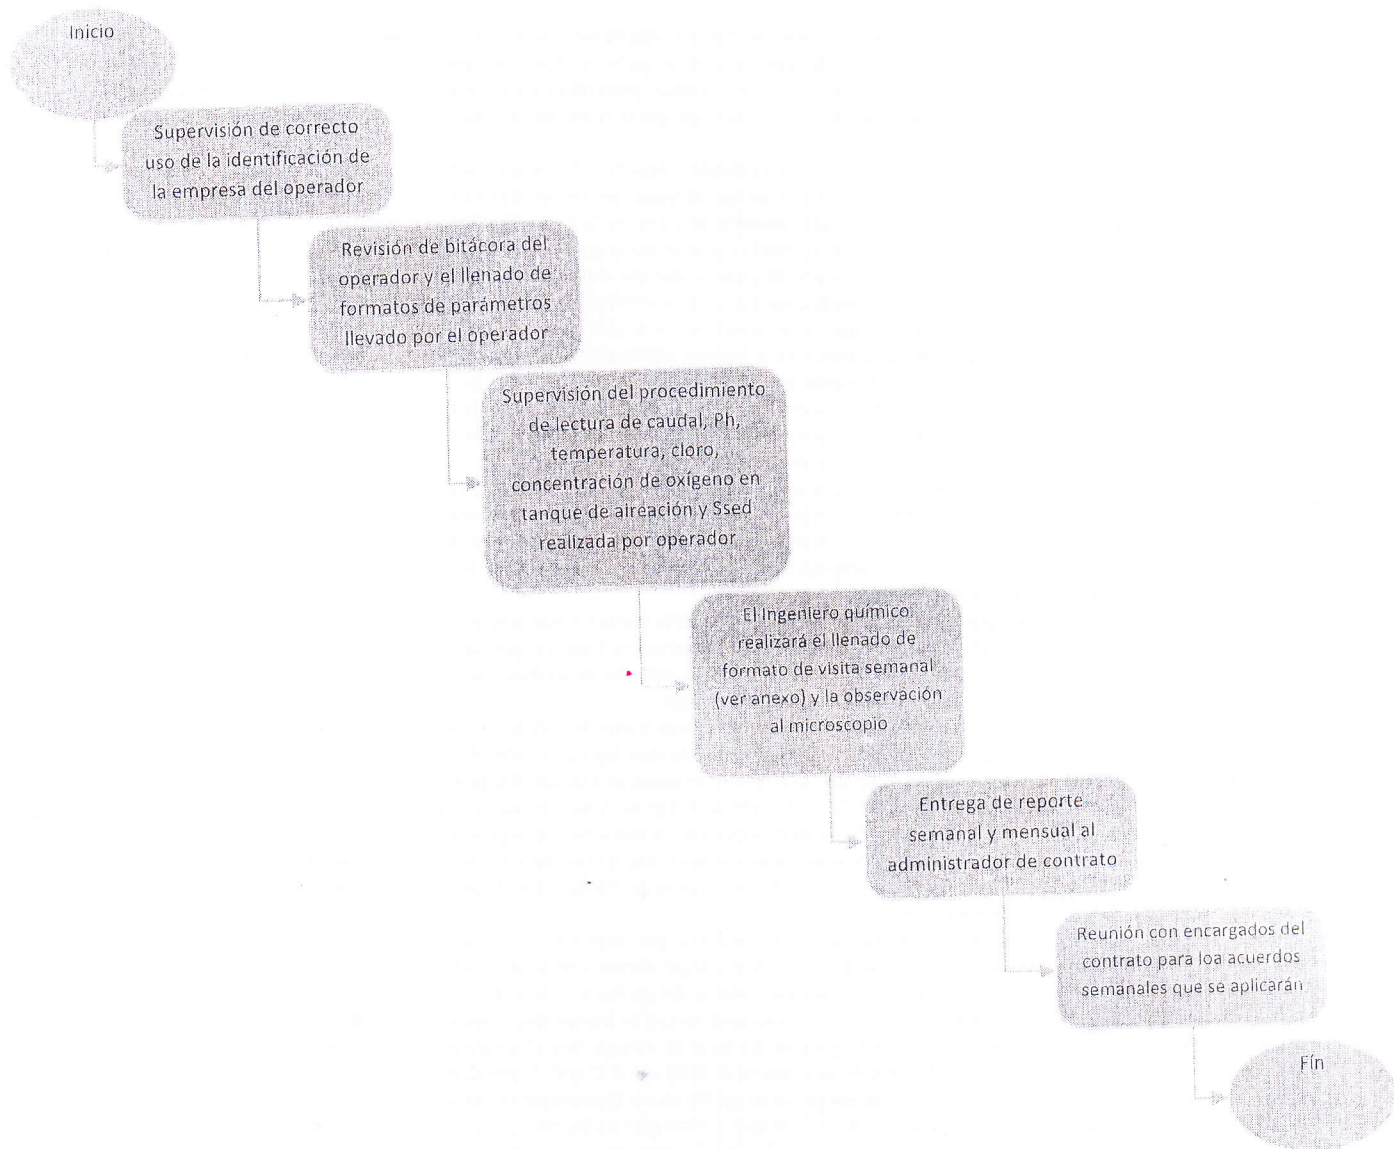 Inicio
Supervisión de correcto
uso de la identificación de
la empresa del operador
Revisión de bitácora del
operador y el llenado de
formatos de parámetros
llevado por el operador
Supervisión del procedimiento
de lectura de caudal, Ph,
temperatura, cloro,
concentración de oxígeno en
tanque de aireación y Ssed
realizada por operador
El Ingeniero químico
realizará el llenado de
formato de visita semanal
(ver anexo) y la observación
al microscopio
Entrega de reporte
semanal y mensual al
administrador de contrato
Reunión con encargados del
contrato para loa acuerdos
semanales que se aplicarán
Fín